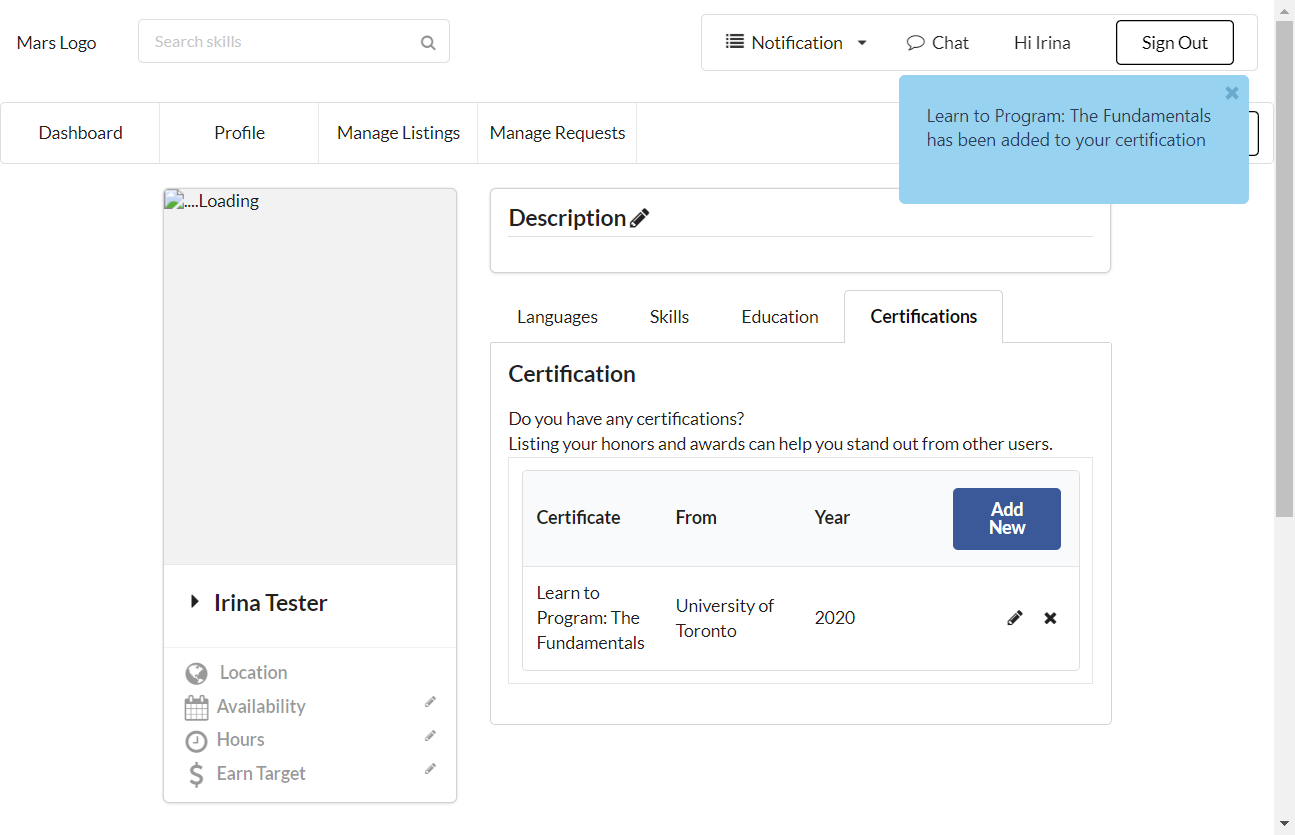 Mars Logo
Search skills
Notification
Chat
Hi Irina
Sign Out
Learn to Program: The Fundamentals
has been added to your certification
Dashboard
Profile
Manage Listings
Manage Requests
....Loading
Description
Languages
Skills
Education
Certifications
Certification
Do you have any certifications?
Listing your honors and awards can help you stand out from other users.
Certificate
From
Year
Add
New
Learn to
Program: The
Fundamentals
University of
Toronto
2020
Irina Tester
Location
Availability
Hours
Earn Target